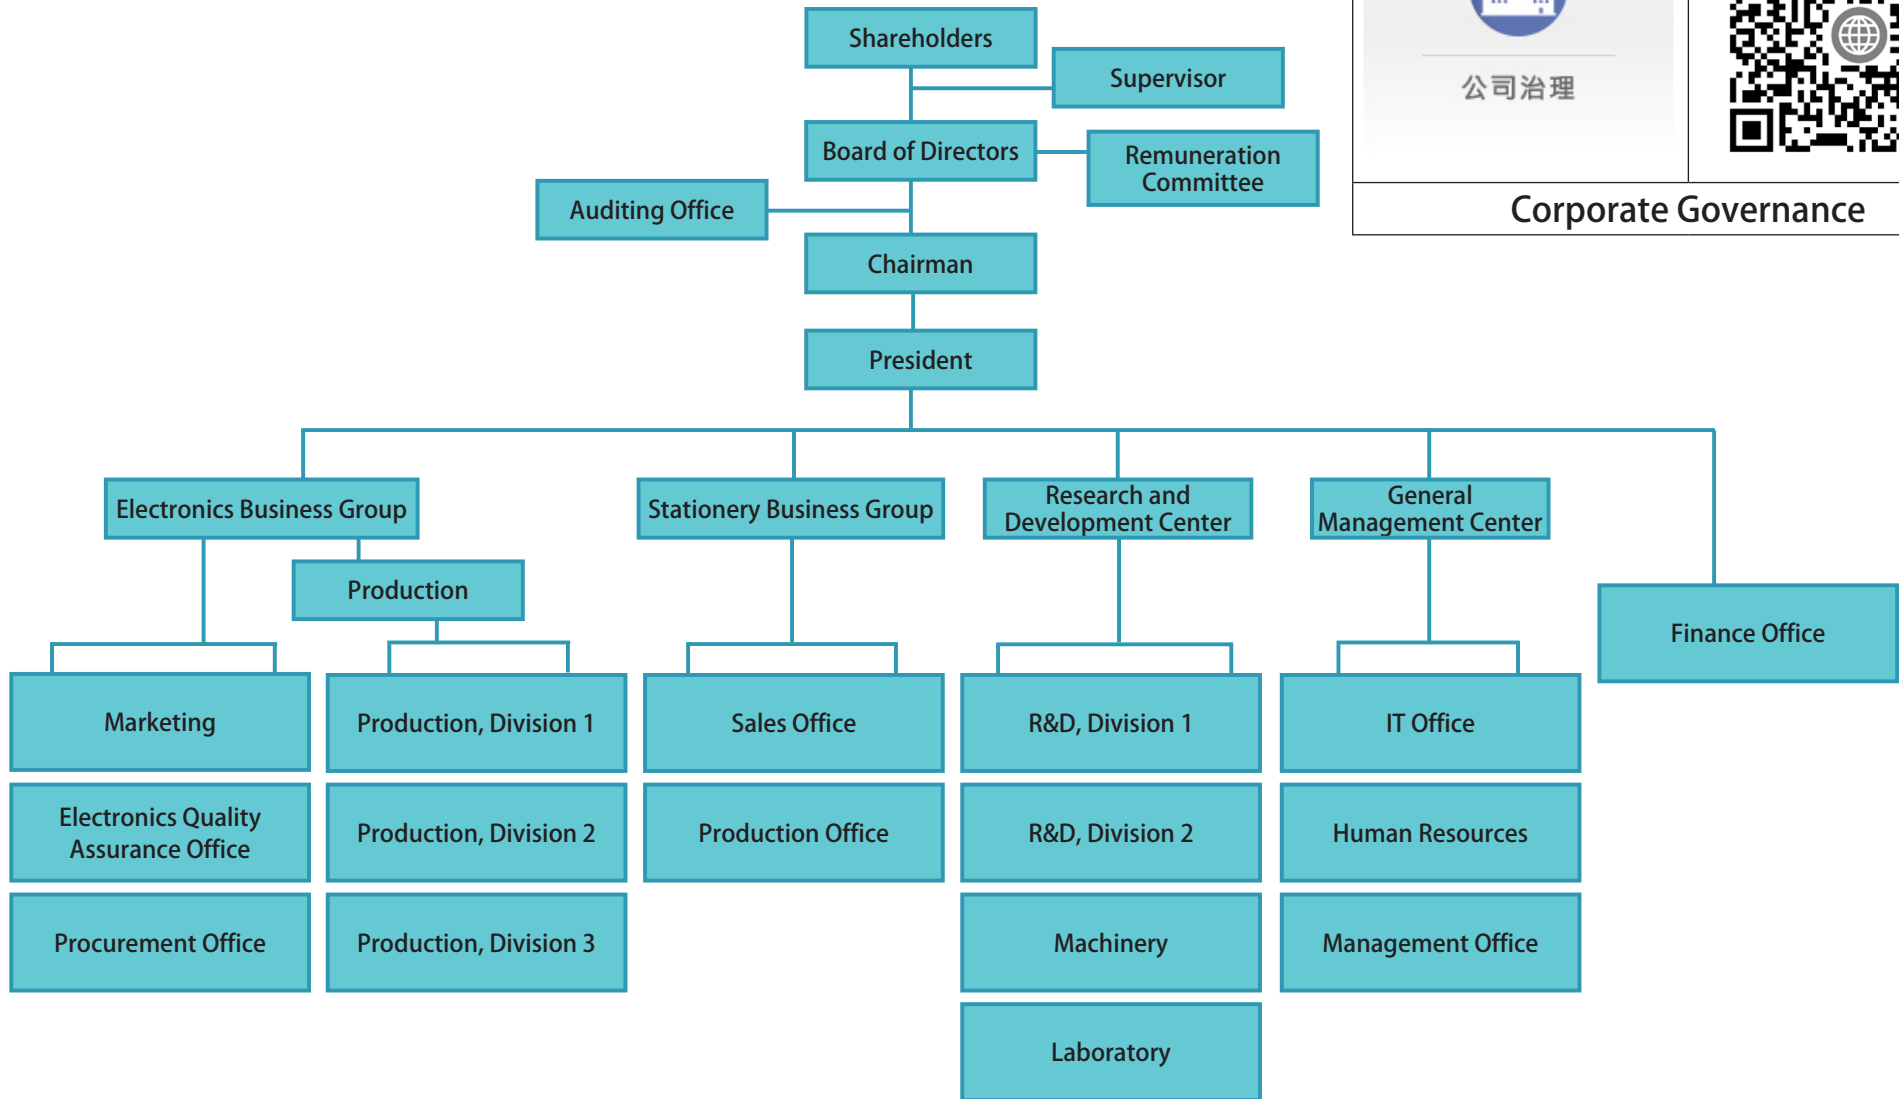 Shareholders
Supervisor
公司治理
Board of Directors
Remuneration
Committee
Auditing Office
Corporate Governance
Chairman
President
Electronics Business Group
Stationery Business Group
Research and
Development Center
General
Management Center
Production
Finance Office
Marketing
Production, Division 1
Sales Office
R&D, Division 1
IT Office
Electronics Quality
Assurance Office
Production, Division 2
Production Office
R&D, Division 2
Human Resources
Procurement Office
Production, Division 3
Machinery
Management Office
Laboratory